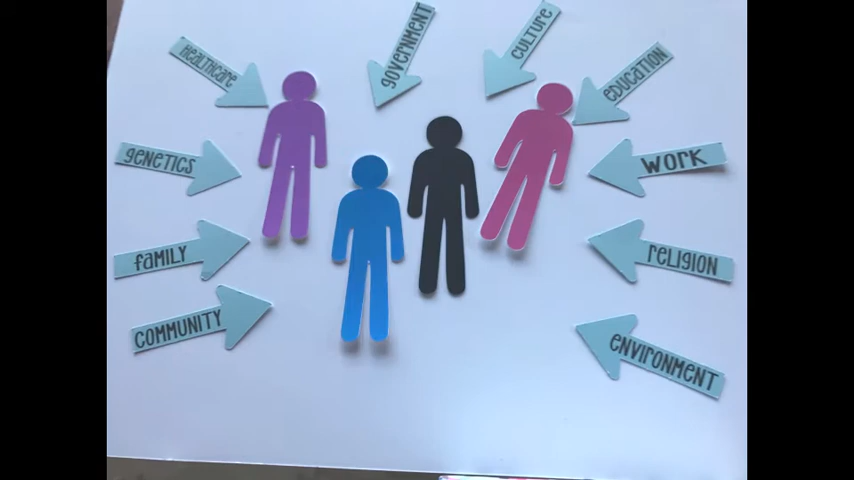 GOVERNMENT
CULTURE
HEALTHCARE
EDUCATION
GENETICS
WORK
FAMILY
RELIGION
COMMUNITY
ENVIRONMENT